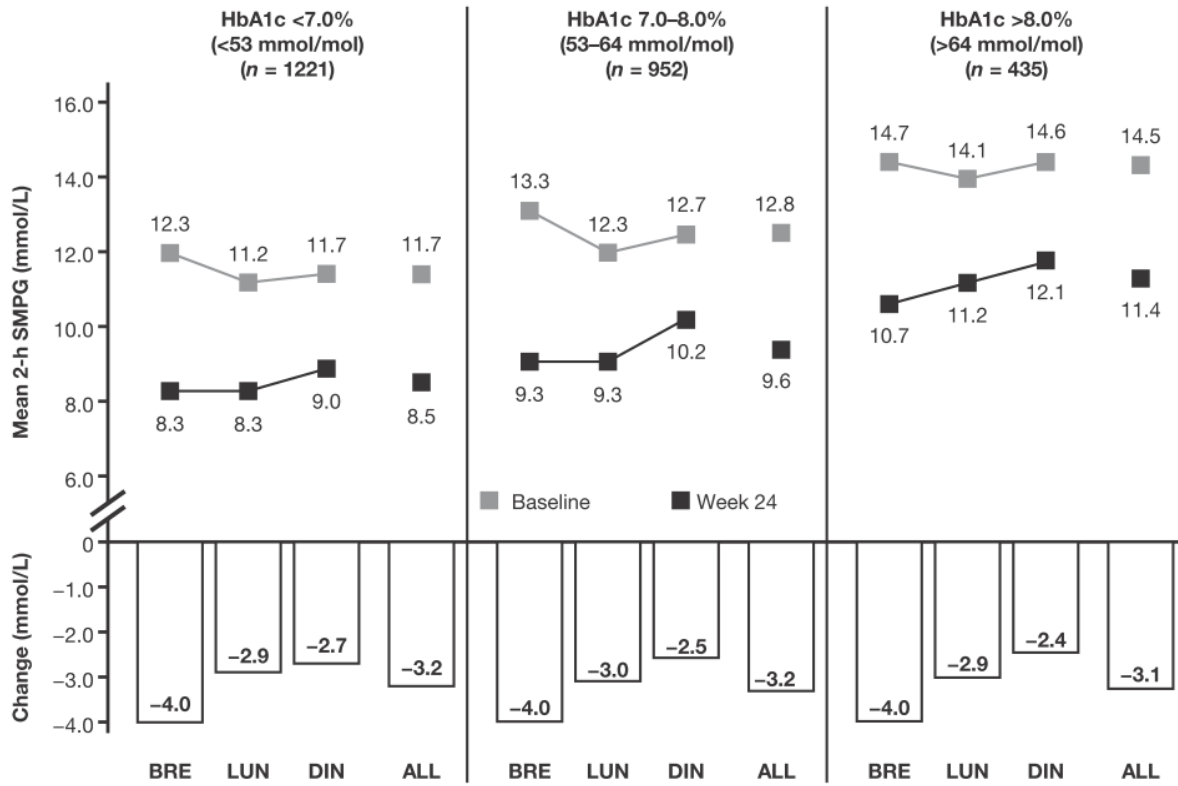 HbA1c <7.0%
(<53 mmol/mol)
(n = 1221)
HbA1c 7.0–8.0%
(53–64 mmol/mol)
(n = 952)
HbA1c >8.0%
(>64 mmol/mol)
(n = 435)
Mean 2-h SMPG (mmol/L)
16.0
14.0
12.0
10.0
8.0
6.0
12.3 11.2 11.7 11.7
8.3 8.3 9.0 8.5
13.3 12.3 12.7 12.8
9.3 9.3 10.2 9.6
14.7 14.1 14.6 14.5
10.7 11.2 12.1 11.4
Baseline Week 24
Change (mmol/L)
0
−1.0
−2.0
−3.0
−4.0
−4.0 −2.9 −2.7 −3.2
−4.0 −3.0 −2.5 −3.2
−4.0 −2.9 −2.4 −3.1
BRE LUN DIN ALL BRE LUN DIN ALL BRE LUN DIN ALL